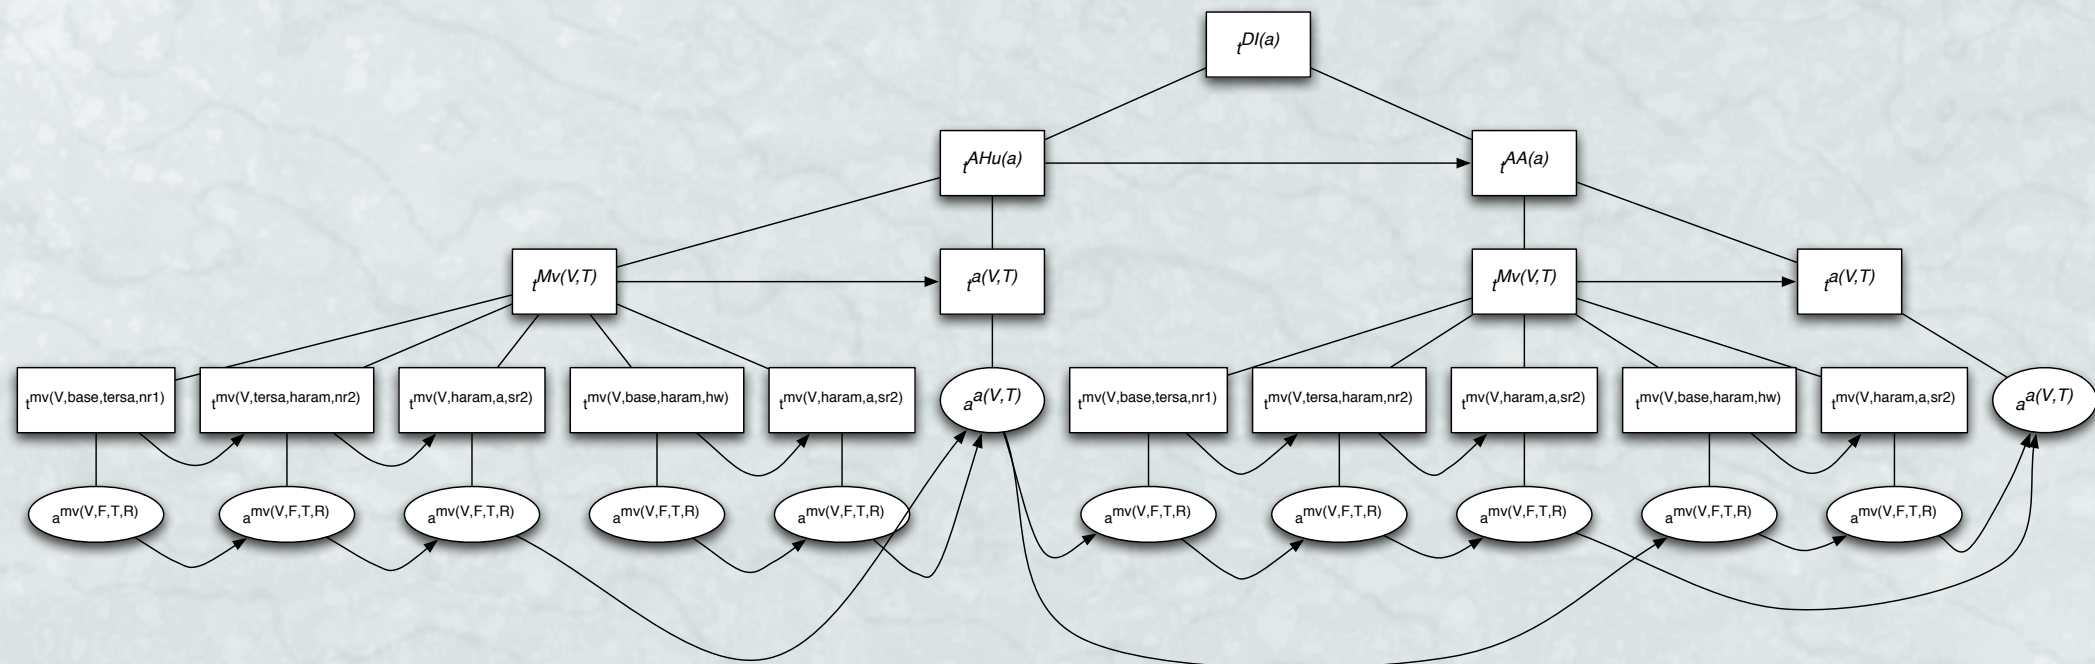 tDI(a)
tAHu(a)
tAA(a)
tMv(V,T)
ta(V,T)
tMv(V,T)
ta(V,T)
tmv(V,base,tersa,nr1)
tmv(V,tersa,haram,nr2)
tmv(V,haram,a,sr2)
tmv(V,base,haram,hw)
tmv(V,haram,a,sr2)
aa(V,T)
tmv(V,base,tersa,nr1)
tmv(V,tersa,haram,nr2)
tmv(V,haram,a,sr2)
tmv(V,base,haram,hw)
tmv(V,haram,a,sr2)
aa(V,T)
amv(V,F,T,R)
amv(V,F,T,R)
amv(V,F,T,R)
amv(V,F,T,R)
amv(V,F,T,R)
amv(V,F,T,R)
amv(V,F,T,R)
amv(V,F,T,R)
amv(V,F,T,R)
amv(V,F,T,R)